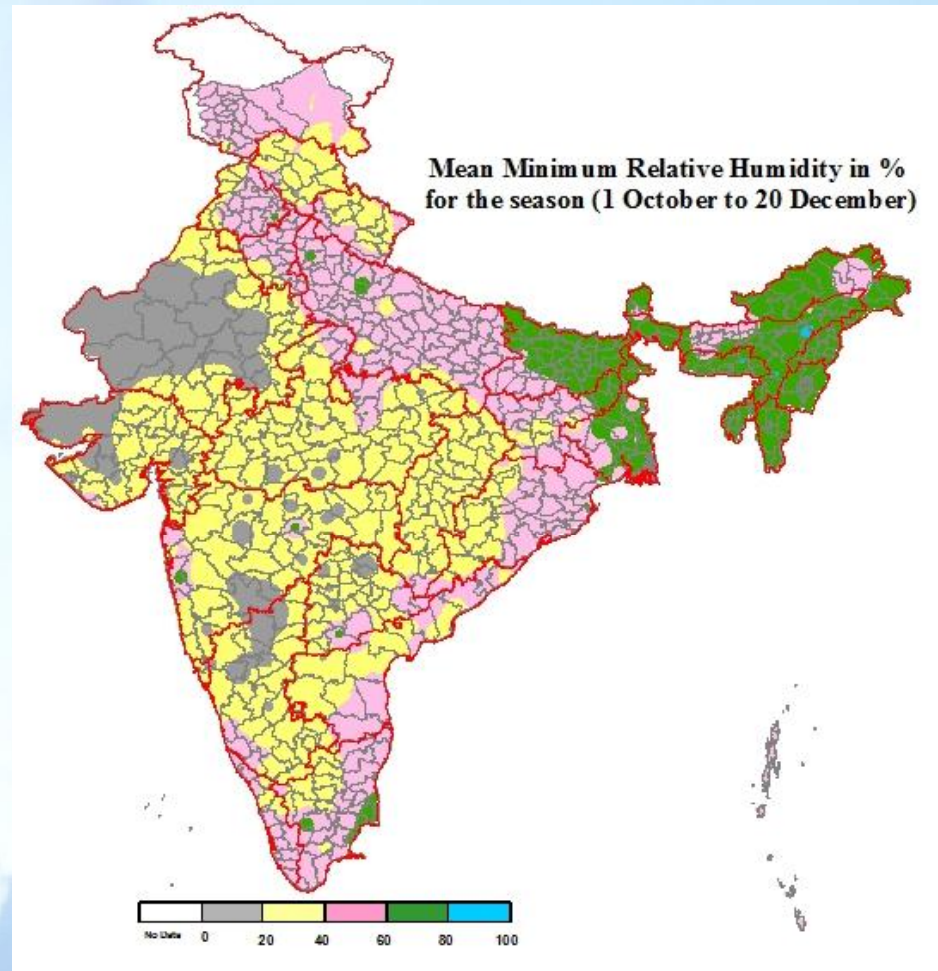 Mean Minimum Relative Humidity in %
for the season (1 October to 20 December)
No Data 0 20 40 60 80 100